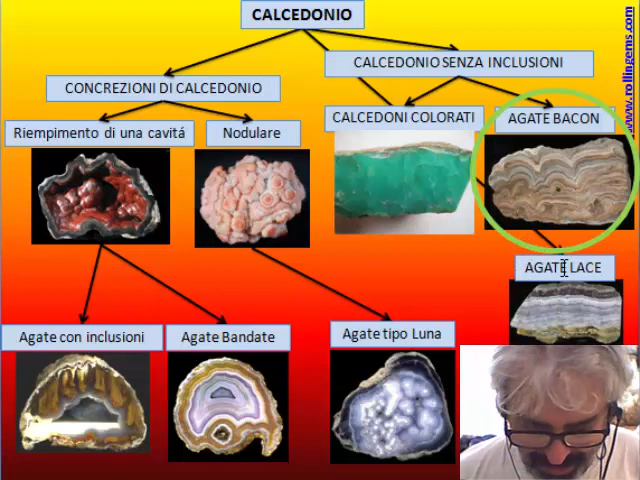 CALCEDONIO
CALCEDONIO SENZA INCLUSIONI
CONCREZIONI DI CALCEDONIO
Riempimento di una cavitá
Nodulare
CALCEDONI COLORATI
AGATE BACON
AGATE LACE
Agate con inclusioni
Agate Bandate
Agate tipo Luna
www.rollingems.com